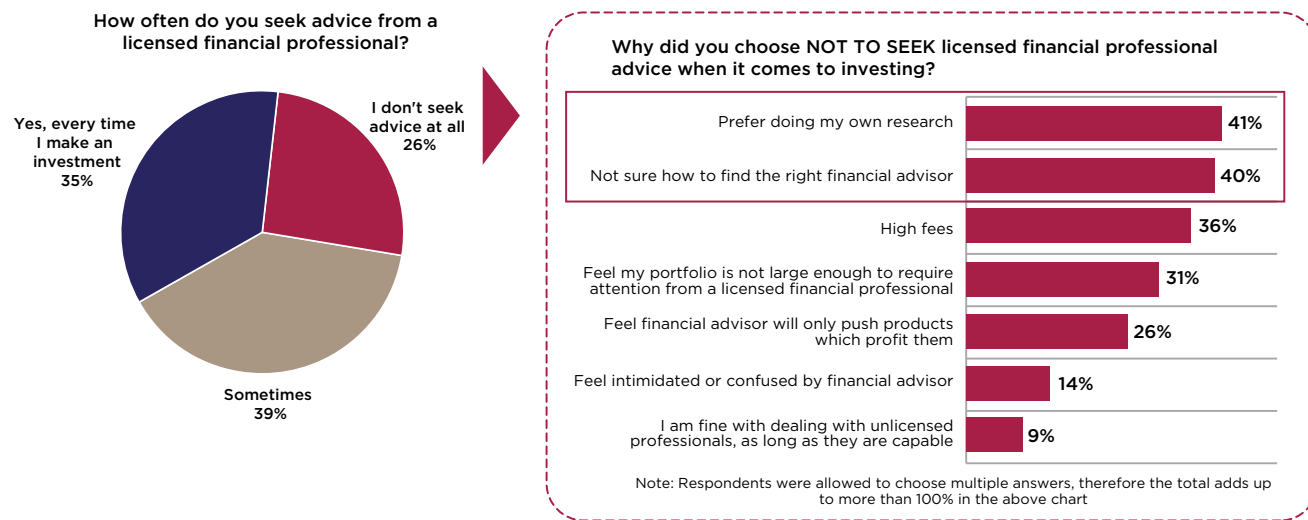 How often do you seek advice from a
licensed financial professional?
Yes, every time
I make an
investment
35%
I don't seek
advice at all
26%
Sometimes
39%
Why did you choose NOT TO SEEK licensed financial professional
advice when it comes to investing?
Prefer doing my own research
41%
Not sure how to find the right financial advisor
40%
High fees
36%
Feel my portfolio is not large enough to require
attention from a licensed financial professional
31%
Feel financial advisor will only push products
which profit them
26%
Feel intimidated or confused by financial advisor
14%
I am fine with dealing with unlicensed
professionals, as long as they are capable
9%
Note: Respondents were allowed to choose multiple answers, therefore the total adds up
to more than 100% in the above chart